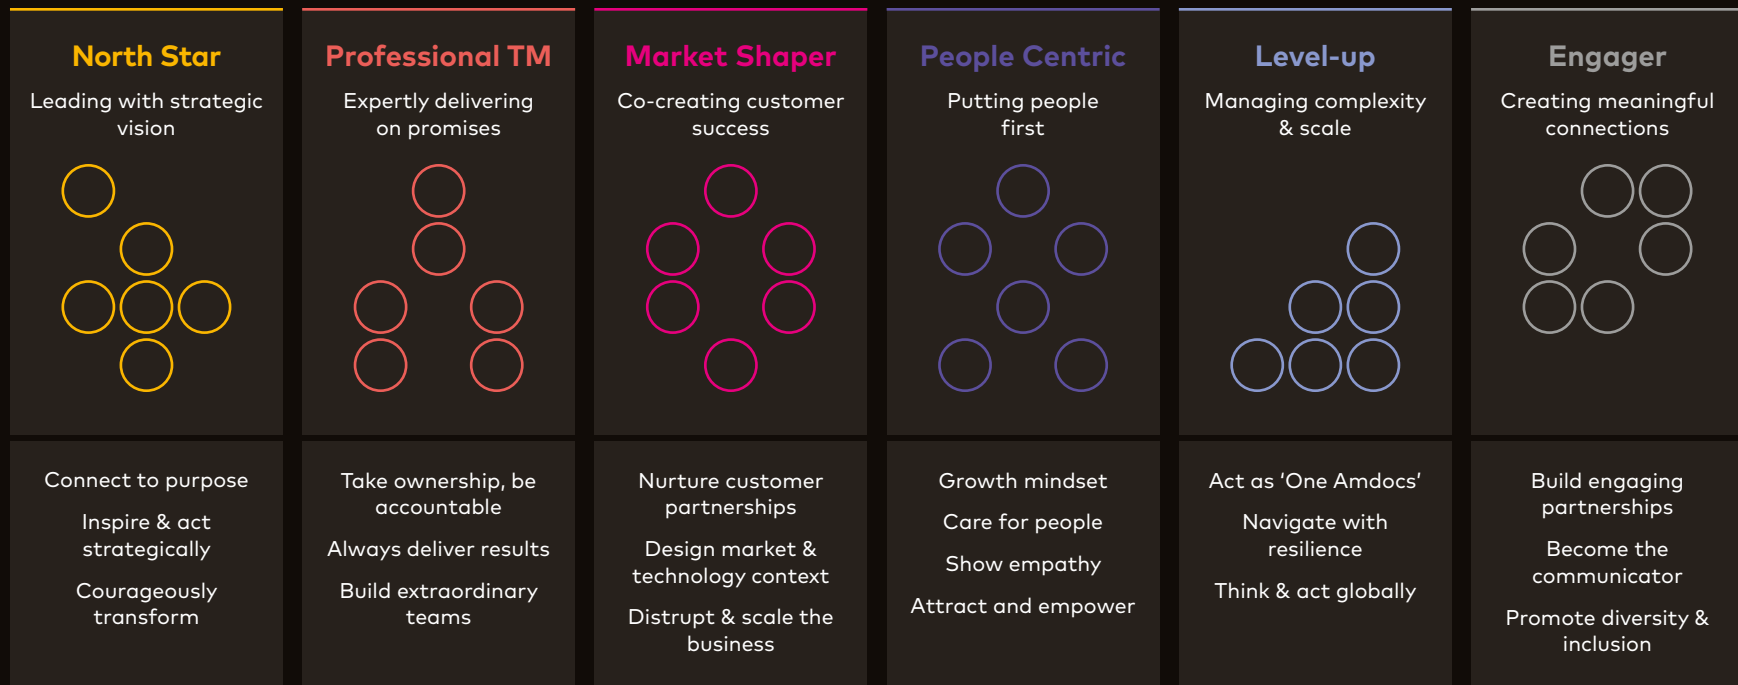 North Star
Leading with strategic
vision
Connect to purpose
Inspire & act
strategically
Courageously
transform
Professional TM
Expertly delivering
on promises
Take ownership, be
accountable
Always deliver results
Build extraordinary
teams
Market Shaper
Co-creating customer
success
Nurture customer
partnerships
Design market &
technology context
Distrupt & scale the
business
People Centric
Putting people
first
Growth mindset
Care for people
Show empathy
Attract and empower
Level-up
Managing complexity
& scale
Act as ‘One Amdocs’
Navigate with
resilience
Think & act globally
Engager
Creating meaningful
connections
Build engaging
partnerships
Become the
communicator
Promote diversity &
inclusion